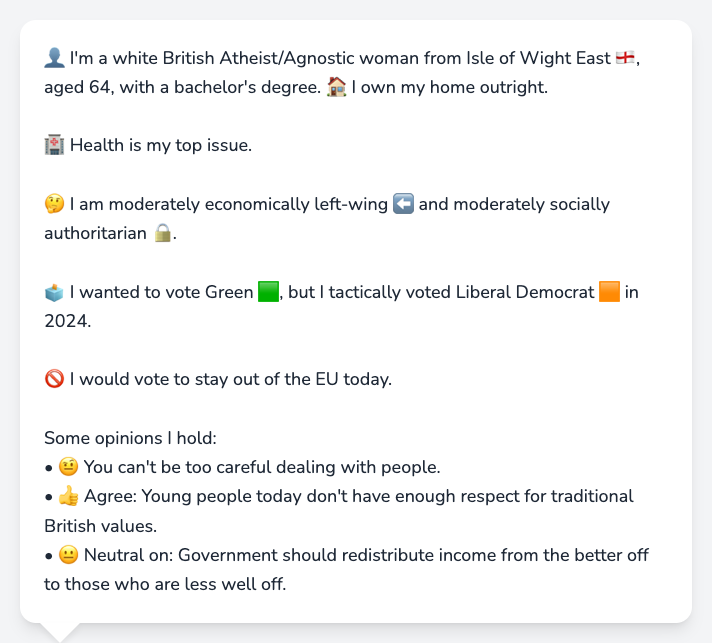 👤 I'm a white British Atheist/Agnostic woman from Isle of Wight East 🏴󠁧󠁢󠁥󠁮󠁧󠁿,
aged 64, with a bachelor's degree. 🏠 I own my home outright.
🏥 Health is my top issue.
🤔 I am moderately economically left-wing ⬅️ and moderately socially
authoritarian 🔒.
🗳️ I wanted to vote Green 🟩, but I tactically voted Liberal Democrat 🟧 in
2024.
🚫 I would vote to stay out of the EU today.
Some opinions I hold:
• 🤨 You can't be too careful dealing with people.
• 👍 Agree: Young people today don't have enough respect for traditional
British values.
• 😐 Neutral on: Government should redistribute income from the better off
to those who are less well off.